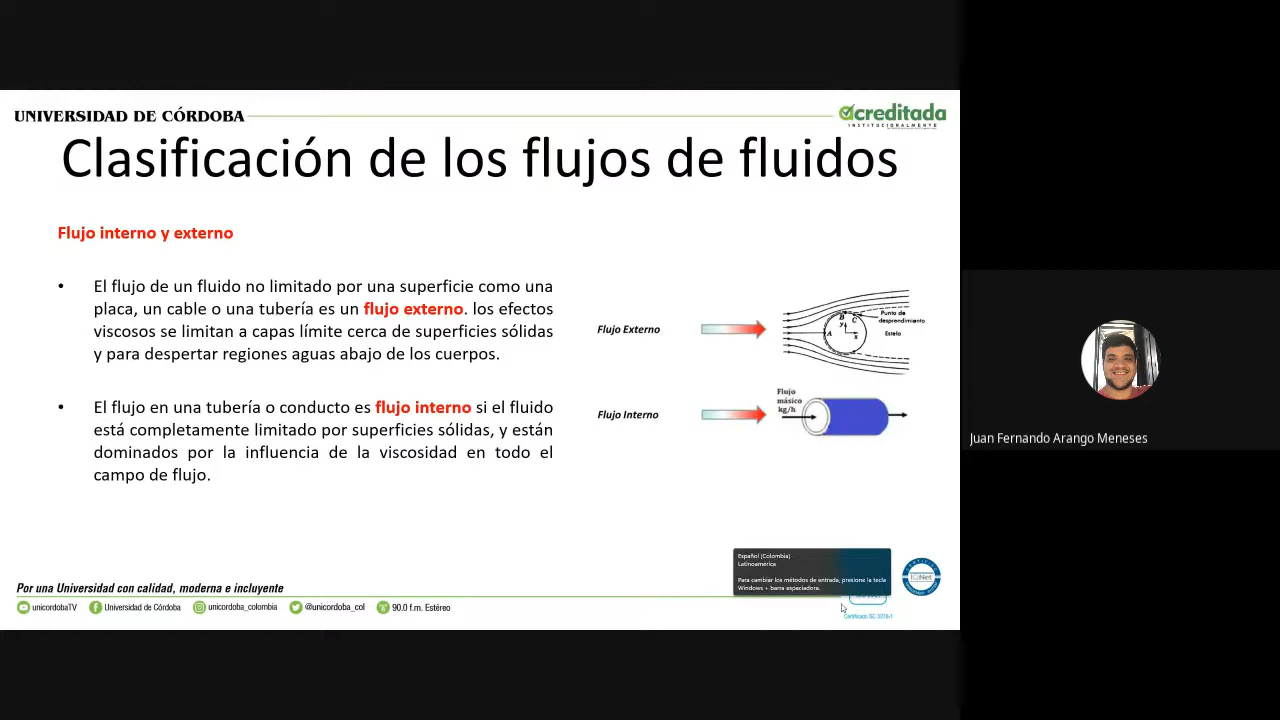 UNIVERSIDAD DE CÓRDOBA
acreditada
INSTITUCIONALMENTE
Clasificación de los flujos de fluidos
Flujo interno y externo
• El flujo de un fluido no limitado por una superficie como una
placa, un cable o una tubería es un flujo externo. los efectos
viscosos se limitan a capas límite cerca de superficies sólidas
y para despertar regiones aguas abajo de los cuerpos.
• El flujo en una tubería o conducto es flujo interno si el fluido
está completamente limitado por superficies sólidas, y están
dominados por la influencia de la viscosidad en todo el
campo de flujo.
Flujo Externo
A
B
C
y
x
Punto de
desprendimiento
Estela
Flujo Interno
Flujo
másico
kg/h
Juan Fernando Arango Meneses
Español (Colombia)
Latinoamérica
Para cambiar los métodos de entrada, presione la tecla
Windows + barra espaciadora.
IQNet
Certificado SC 5278-1
Por una Universidad con calidad, moderna e incluyente
unicordobaTV
Universidad de Córdoba
unicordoba_colombia
@unicordoba_col
90.0 f.m. Estéreo